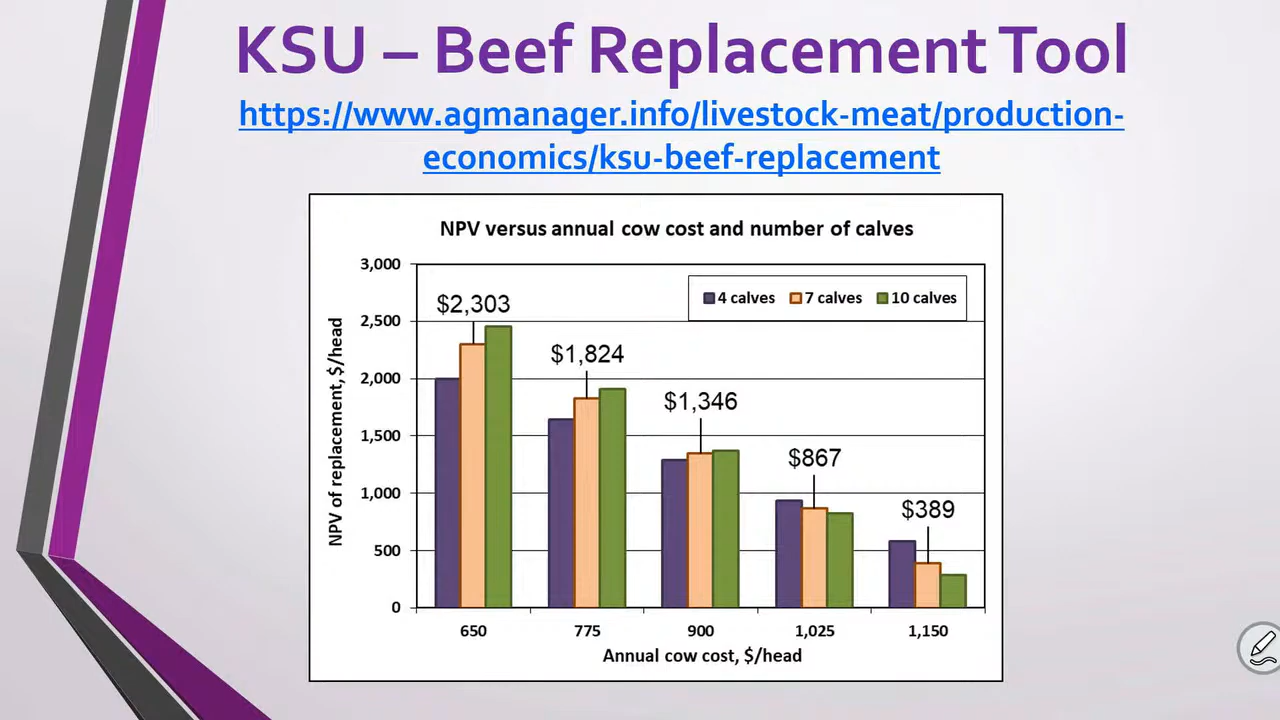 KSU – Beef Replacement Tool
https://www.agmanager.info/livestock-meat/production-
economics/ksu-beef-replacement
NPV versus annual cow cost and number of calves
NPV of replacement, $/head
3,000
2,500
2,000
1,500
1,000
500
0
4 calves 7 calves 10 calves
$2,303
$1,824
$1,346
$867
$389
650 775 900 1,025 1,150
Annual cow cost, $/head